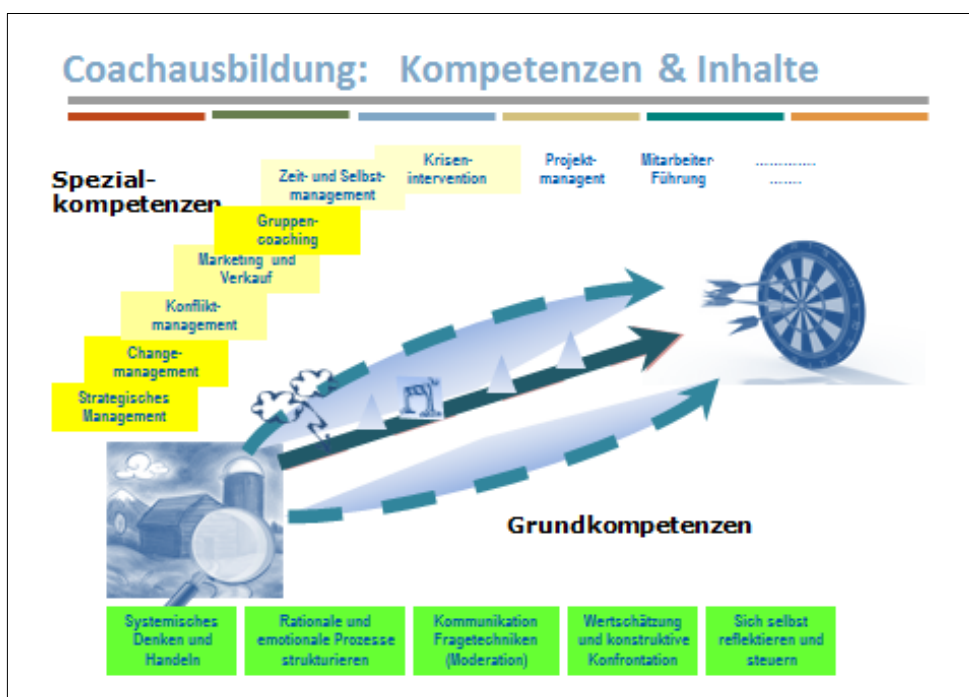 Coachausbildung: Kompetenzen & Inhalte
Spezial-
kompetenzen
Zeit- und Selbst-
management
Krisen-
intervention
Projekt-
managent
Mitarbeiter-
Führung
...............
........
Gruppen-
coaching
Marketing und
Verkauf
Konflikt-
management
Change-
management
Strategisches
Management
Grundkompetenzen
Systemisches
Denken und
Handeln
Rationale und
emotionale Prozesse
strukturieren
Kommunikation
Fragetechniken
(Moderation)
Wertschätzung
und konstruktive
Konfrontation
Sich selbst
reflektieren und
steuern